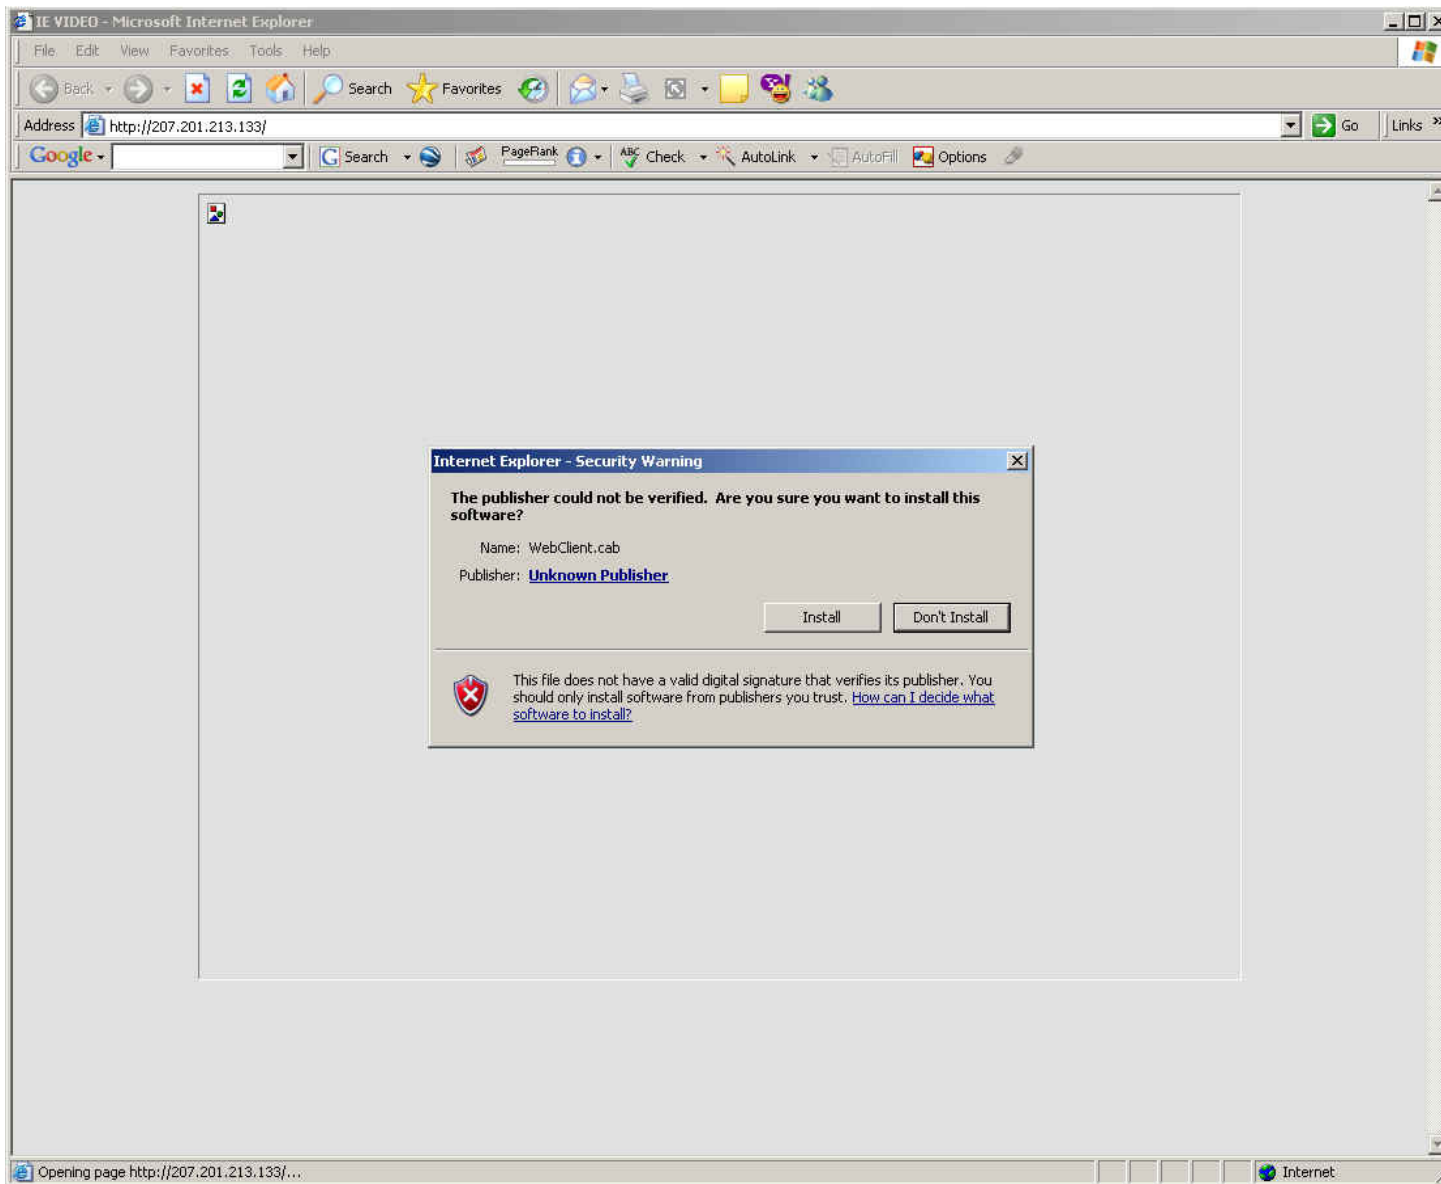 IE VIDEO - Microsoft Internet Explorer
File Edit View Favorites Tools Help
Back Search Favorites
Address http://207.201.213.133/ Go Links »
Google Search PageRank ABC Check AutoLink AutoFill Options
Internet Explorer - Security Warning
The publisher could not be verified. Are you sure you want to install this
software?
Name: WebClient.cab
Publisher: Unknown Publisher
Install Don't Install
This file does not have a valid digital signature that verifies its publisher. You
should only install software from publishers you trust. How can I decide what
software to install?
Opening page http://207.201.213.133/... Internet